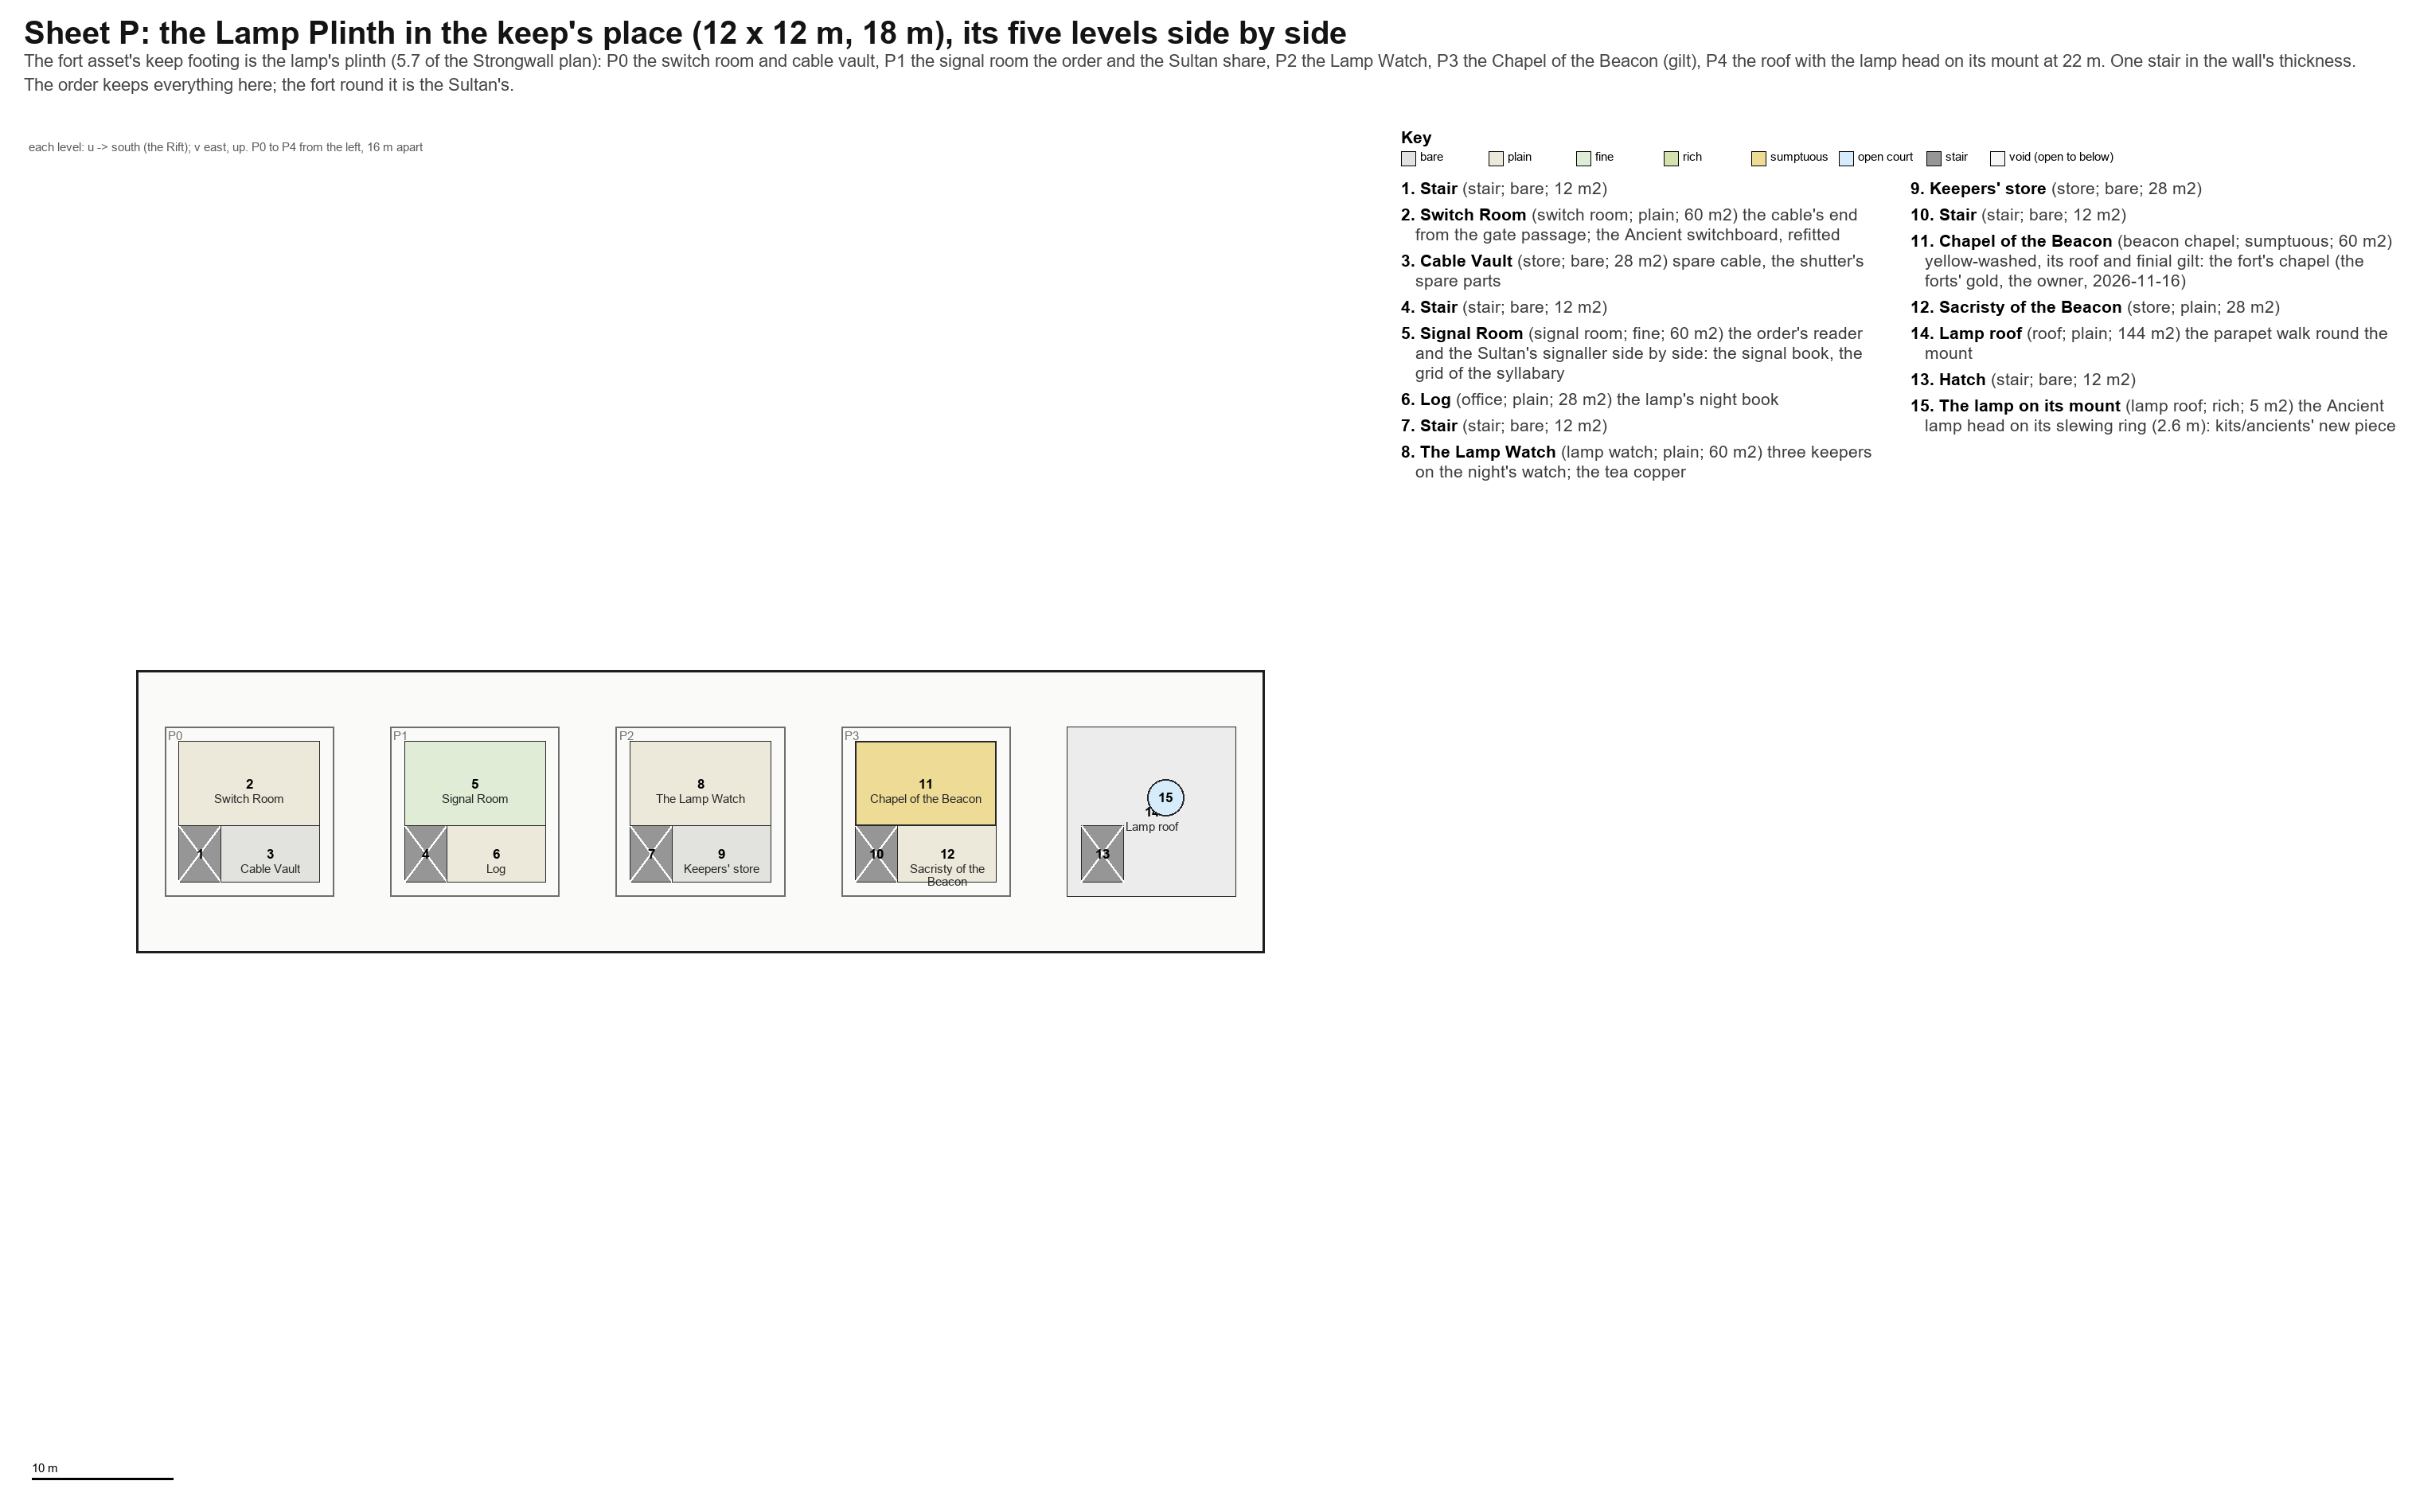 Sheet P: the Lamp Plinth in the keep's place (12 x 12 m, 18 m), its five levels side by side
The fort asset's keep footing is the lamp's plinth (5.7 of the Strongwall plan): P0 the switch room and cable vault, P1 the signal room the order and the Sultan share, P2 the Lamp Watch, P3 the Chapel of the Beacon (gilt), P4 the roof with the lamp head on its mount at 22 m. One stair in the wall's thickness.
The order keeps everything here; the fort round it is the Sultan's.
each level: u -> south (the Rift); v east, up. P0 to P4 from the left, 16 m apart
Key
bare plain fine rich sumptuous open court stair void (open to below)
1. Stair (stair; bare; 12 m2)
2. Switch Room (switch room; plain; 60 m2) the cable's end
from the gate passage; the Ancient switchboard, refitted
3. Cable Vault (store; bare; 28 m2) spare cable, the shutter's
spare parts
4. Stair (stair; bare; 12 m2)
5. Signal Room (signal room; fine; 60 m2) the order's reader
and the Sultan's signaller side by side: the signal book, the
grid of the syllabary
6. Log (office; plain; 28 m2) the lamp's night book
7. Stair (stair; bare; 12 m2)
8. The Lamp Watch (lamp watch; plain; 60 m2) three keepers
on the night's watch; the tea copper
9. Keepers' store (store; bare; 28 m2)
10. Stair (stair; bare; 12 m2)
11. Chapel of the Beacon (beacon chapel; sumptuous; 60 m2)
yellow-washed, its roof and finial gilt: the fort's chapel (the
forts' gold, the owner, 2026-11-16)
12. Sacristy of the Beacon (store; plain; 28 m2)
14. Lamp roof (roof; plain; 144 m2) the parapet walk round the
mount
13. Hatch (stair; bare; 12 m2)
15. The lamp on its mount (lamp roof; rich; 5 m2) the Ancient
lamp head on its slewing ring (2.6 m): kits/ancients' new piece
P0
2
Switch Room
1
3
Cable Vault
P1
5
Signal Room
4
6
Log
P2
8
The Lamp Watch
7
9
Keepers' store
P3
11
Chapel of the Beacon
10
12
Sacristy of the
Beacon
15
14
Lamp roof
13
10 m